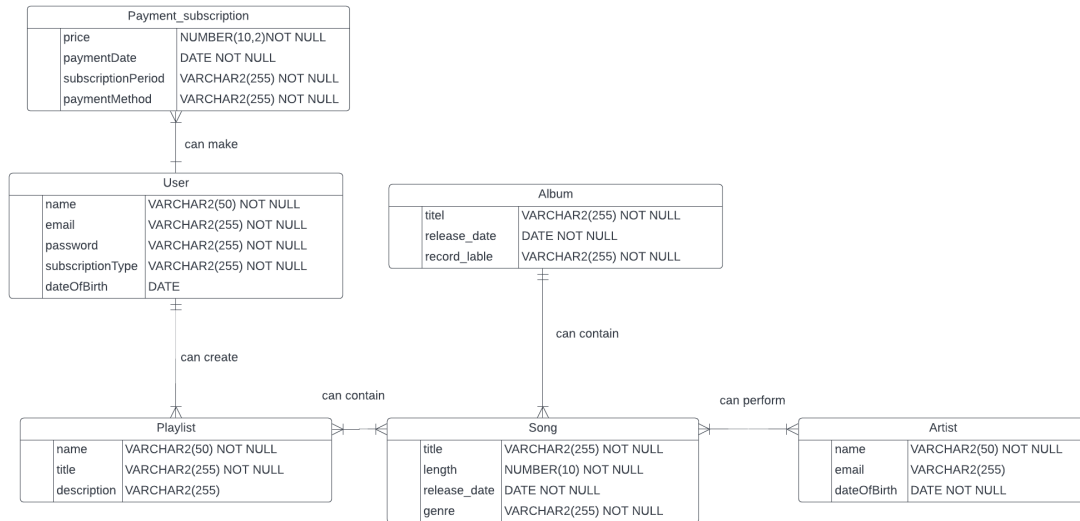 Payment_subscription
price NUMBER(10,2)NOT NULL
paymentDate DATE NOT NULL
subscriptionPeriod VARCHAR2(255) NOT NULL
paymentMethod VARCHAR2(255) NOT NULL
can make
User
name VARCHAR2(50) NOT NULL
email VARCHAR2(255) NOT NULL
password VARCHAR2(255) NOT NULL
subscriptionType VARCHAR2(255) NOT NULL
dateOfBirth DATE
Album
titel VARCHAR2(255) NOT NULL
release_date DATE NOT NULL
record_lable VARCHAR2(255) NOT NULL
can contain
can create
can contain
can perform
Playlist
name VARCHAR2(50) NOT NULL
title VARCHAR2(255) NOT NULL
description VARCHAR2(255)
Song
title VARCHAR2(255) NOT NULL
length NUMBER(10) NOT NULL
release_date DATE NOT NULL
genre VARCHAR2(255) NOT NULL
Artist
name VARCHAR2(50) NOT NULL
email VARCHAR2(255)
dateOfBirth DATE NOT NULL